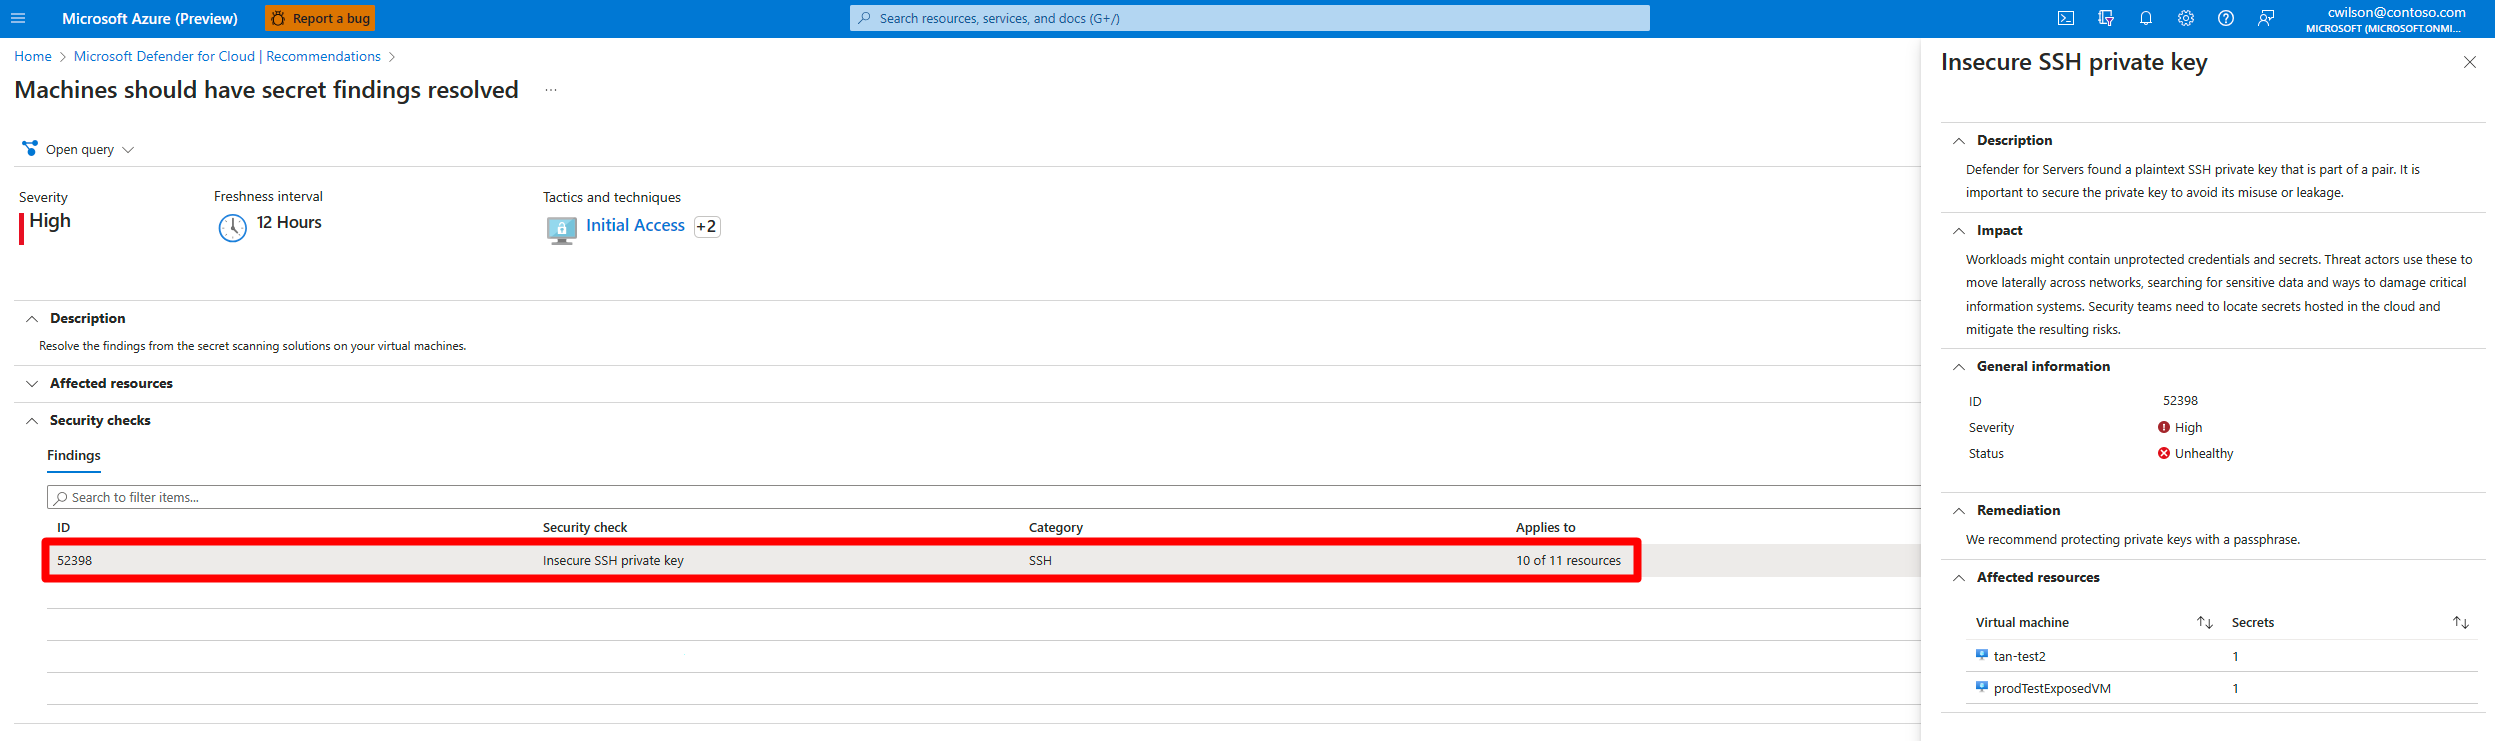 Microsoft Azure (Preview)
Report a bug
Search resources, services, and docs (G+/)
cwilson@contoso.com
MICROSOFT (MICROSOFT.ONMI...
Home
Microsoft Defender for Cloud | Recommendations
Machines should have secret findings resolved
...
Open query
Severity
High
Freshness interval
12 Hours
Tactics and techniques
Initial Access +2
Description
Resolve the findings from the secret scanning solutions on your virtual machines.
Affected resources
Security checks
Findings
Search to filter items...
ID Security check Category Applies to
52398 Insecure SSH private key SSH 10 of 11 resources
Insecure SSH private key
Description
Defender for Servers found a plaintext SSH private key that is part of a pair. It is
important to secure the private key to avoid its misuse or leakage.
Impact
Workloads might contain unprotected credentials and secrets. Threat actors use these to
move laterally across networks, searching for sensitive data and ways to damage critical
information systems. Security teams need to locate secrets hosted in the cloud and
mitigate the resulting risks.
General information
ID 52398
Severity High
Status Unhealthy
Remediation
We recommend protecting private keys with a passphrase.
Affected resources
Virtual machine Secrets
tan-test2 1
prodTestExposedVM 1